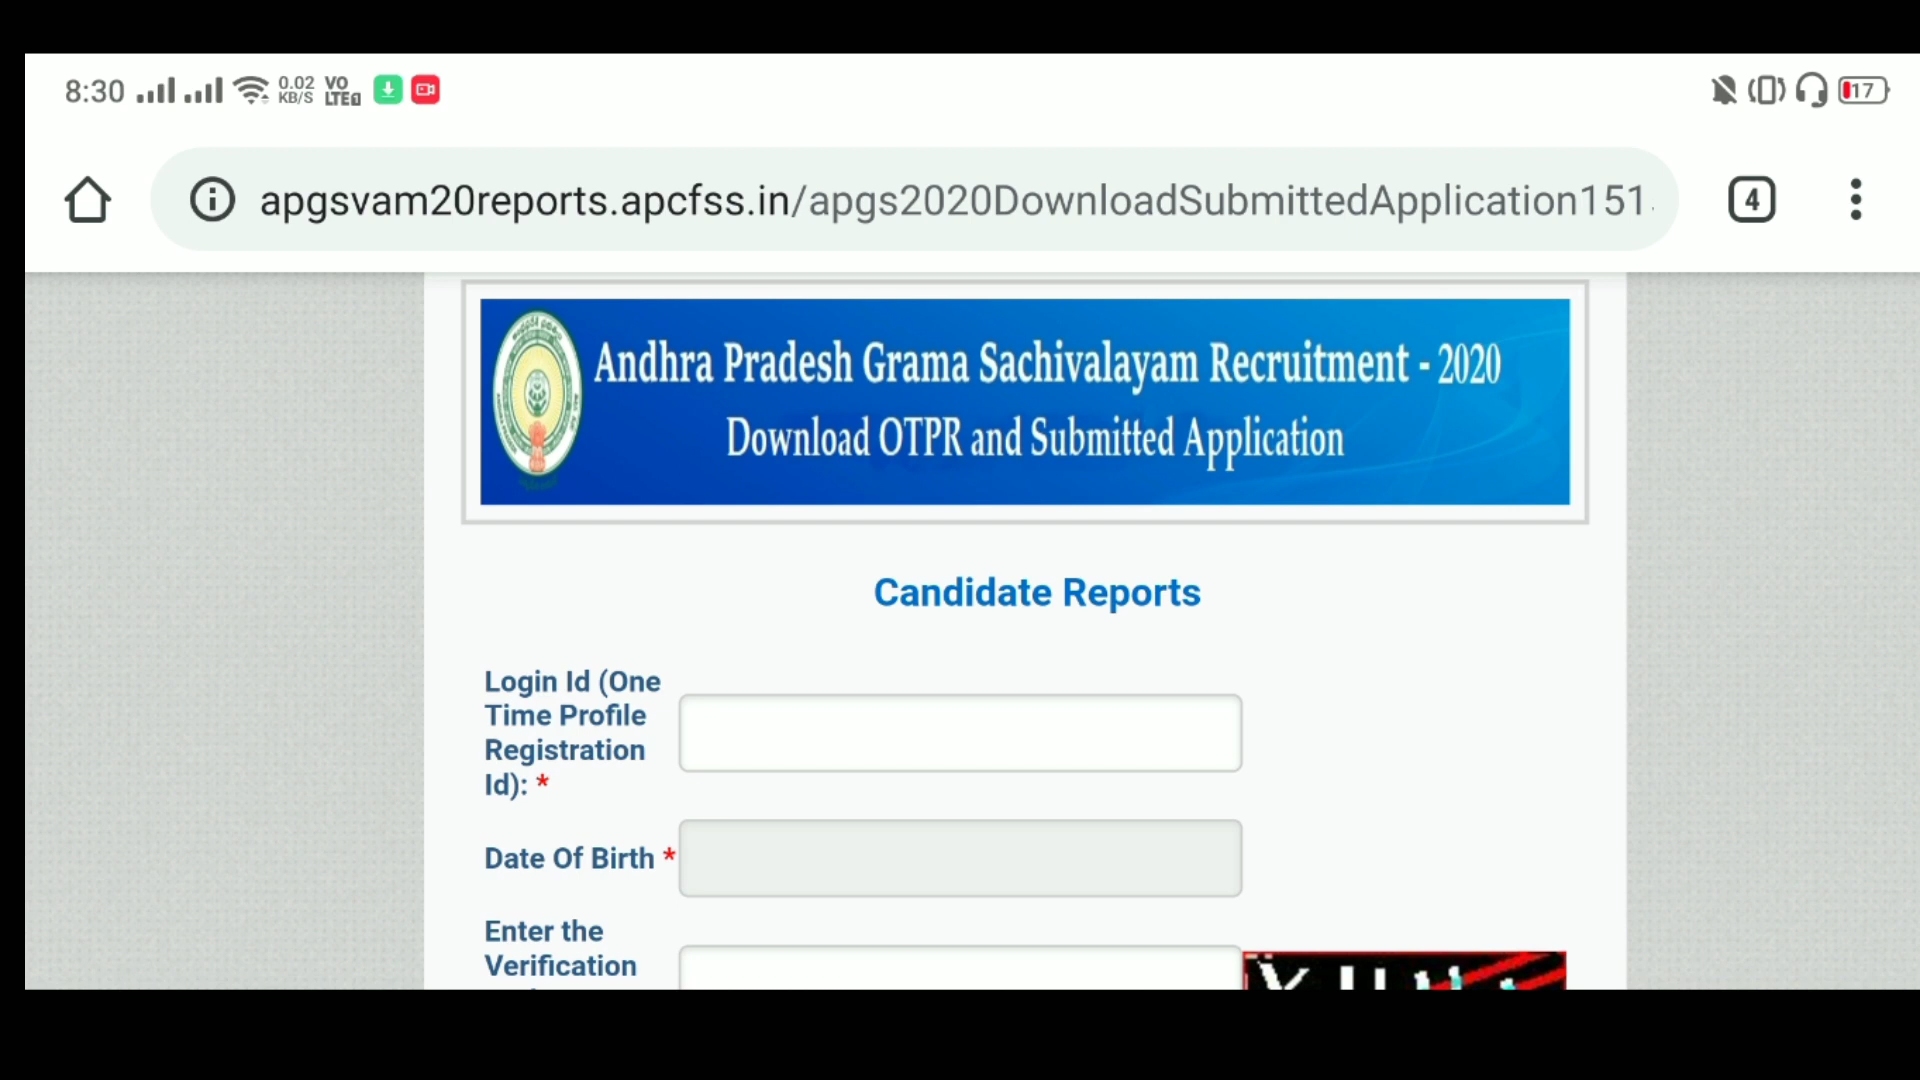 8:30 0.02 KB/S VO LTE 17
apgsvam20reports.apcfss.in/apgs2020DownloadSubmittedApplication151
4
Andhra Pradesh Grama Sachivalayam Recruitment - 2020
Download OTPR and Submitted Application
Candidate Reports
Login Id (One
Time Profile
Registration
Id): *
Date Of Birth *
Enter the
Verification